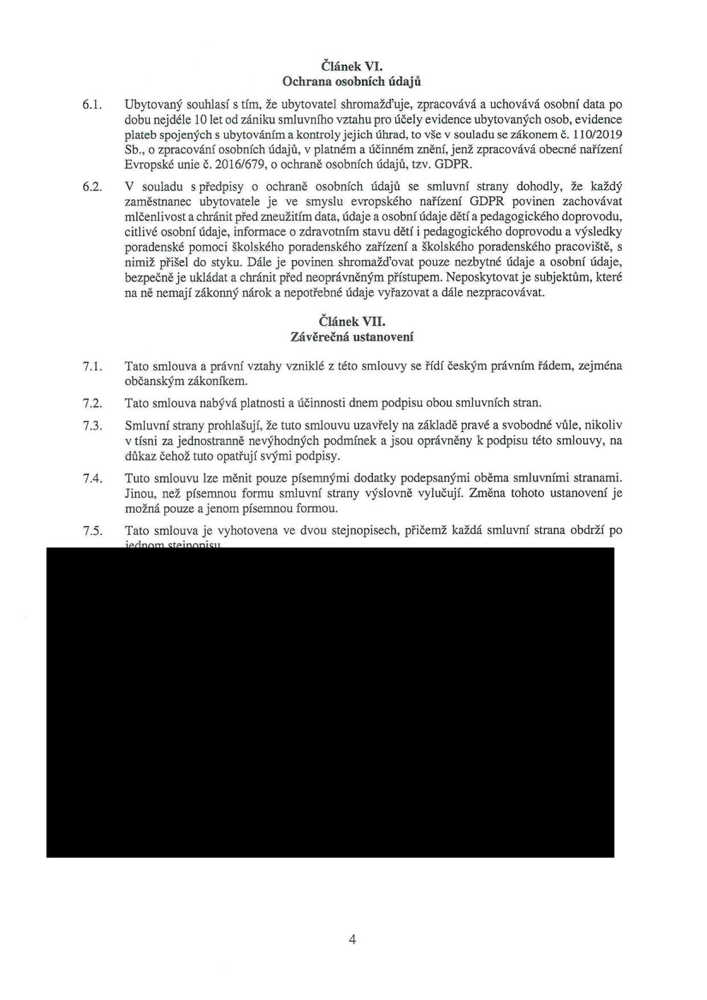 Článek VI.
Ochrana osobních údajů
6.1. Ubytovaný souhlasí s tím, že ubytovatel shromažďuje, zpracovává a uchovává osobní data po
dobu nejdéle 10 let od zániku smluvního vztahu pro účely evidence ubytovaných osob, evidence
plateb spojených s ubytováním a kontroly jejich úhrad, to vše v souladu se zákonem č. 110/2019
Sb., o zpracování osobních údajů, v platném a účinném znění, jenž zpracovává obecné nařízení
Evropské unie č. 2016/679, o ochraně osobních údajů, tzv. GDPR.
6.2. V souladu s předpisy o ochraně osobních údajů se smluvní strany dohodly, že každý
zaměstnanec ubytovatele je ve smyslu evropského nařízení GDPR povinen zachovávat
mlčenlivost a chránit před zneužitím data, údaje a osobní údaje dětí a pedagogického doprovodu,
citlivé osobní údaje, informace o zdravotním stavu dětí i pedagogického doprovodu a výsledky
poradenské pomoci školského poradenského zařízení a školského poradenského pracoviště, s
nimiž přišel do styku. Dále je povinen shromažďovat pouze nezbytné údaje a osobní údaje,
bezpečně je ukládat a chránit před neoprávněným přístupem. Neposkytovat je subjektům, které
na ně nemají zákonný nárok a nepotřebné údaje vyřazovat a dále nezpracovávat.
Článek VII.
Závěrečná ustanovení
7.1. Tato smlouva a právní vztahy vzniklé z této smlouvy se řídí českým právním řádem, zejména
občanským zákoníkem.
7.2. Tato smlouva nabývá platnosti a účinnosti dnem podpisu obou smluvních stran.
7.3. Smluvní strany prohlašují, že tuto smlouvu uzavřely na základě pravé a svobodné vůle, nikoliv
v tísni za jednostranně nevýhodných podmínek a jsou oprávněny k podpisu této smlouvy, na
důkaz čehož tuto opatřují svými podpisy.
7.4. Tuto smlouvu lze měnit pouze písemnými dodatky podepsanými oběma smluvními stranami.
Jinou, než písemnou formu smluvní strany výslovně vylučují. Změna tohoto ustanovení je
možná pouze a jenom písemnou formou.
7.5. Tato smlouva je vyhotovena ve dvou stejnopisech, přičemž každá smluvní strana obdrží po
jednom stejnopisu
4